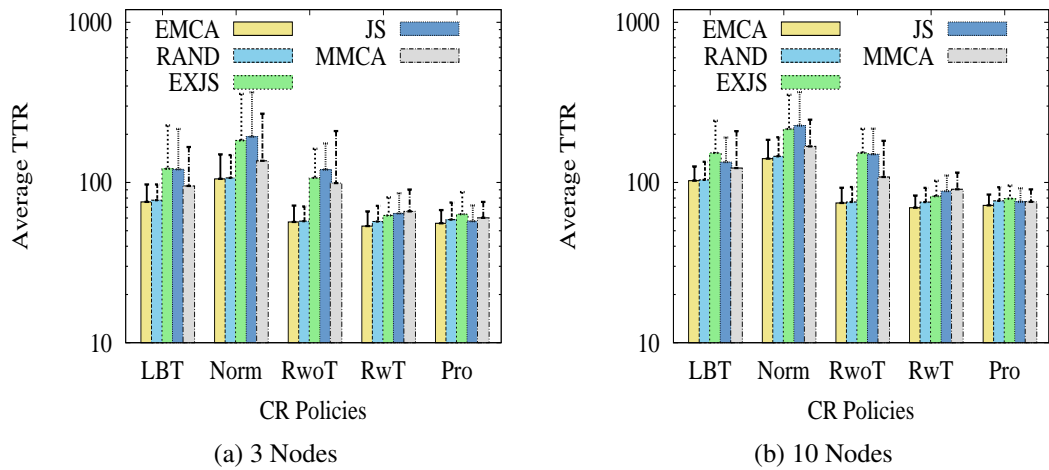 1000
100
10
Average TTR
EMCA
RAND
EXJS
JS
MMCA
LBT Norm RwoT RwT Pro
CR Policies
(a) 3 Nodes
1000
100
10
Average TTR
EMCA
RAND
EXJS
JS
MMCA
LBT Norm RwoT RwT Pro
CR Policies
(b) 10 Nodes